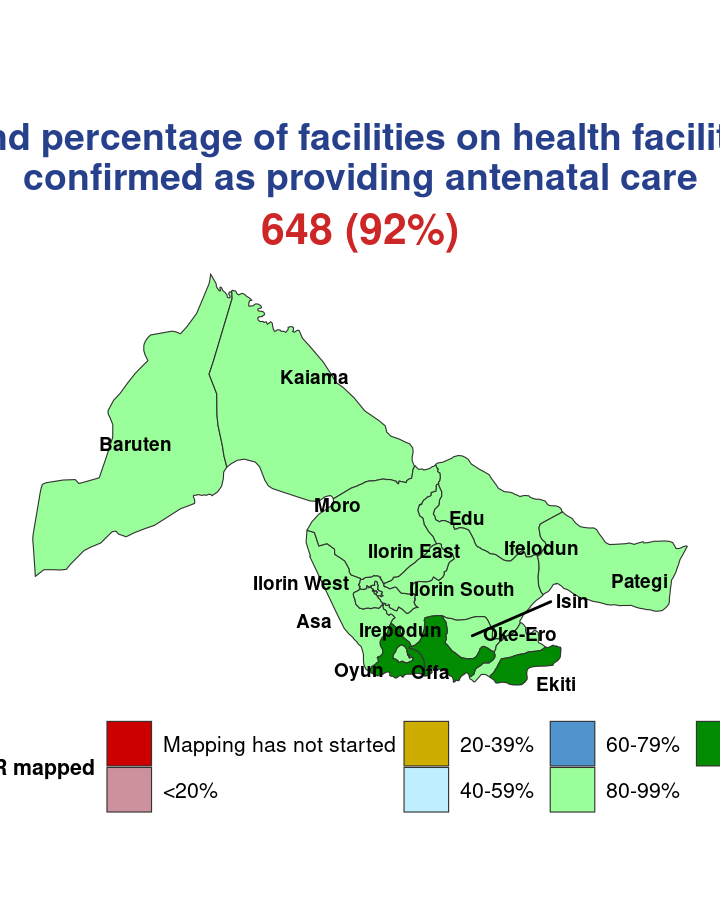 nd percentage of facilities on health facilit
confirmed as providing antenatal care
648 (92%)
Kaiama
Baruten
Moro
Edu
Ilorin East
Ifelodun
Ilorin West
Ilorin South
Pategi
Isin
Asa
Irepodun
Oke-Ero
Oyun
Offa
Ekiti
R mapped
Mapping has not started
20-39%
60-79%
<20%
40-59%
80-99%